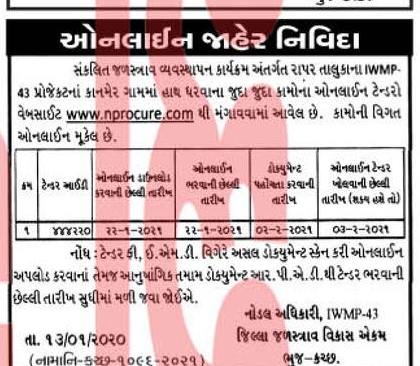 ઓનલાઈન જાહેર નિવિદા
સંકલિત જળસ્ત્રાવ વ્યવસ્થાપન કાર્યક્રમ અંતર્ગત રાપર તાલુકાના IWMP-
43 પ્રોજેકટનાં કાનમેર ગામમાં હાથ ધરવાના જુદા જુદા કામોનાં ઓનલાઈન ટેન્ડરો
વેબસાઈટ www.nprocure.com થી મંગાવવામાં આવેલ છે. કામોની વિગત
ઓનલાઈન મૂકેલ છે.
ક્રમ ટેન્ડર આઈડી ઓનલાઈન ડાઉનલોડ કરવાની છેલ્લી તારીખ ઓનલાઈન ભરવાની છેલ્લી તારીખ ડોક્યુમેન્ટ પહોંચતા કરવાની તારીખ ઓનલાઈન ટેન્ડર ખોલવાની છેલ્લી તારીખ (શક્ય હશે તો)
૧ ૪૪૪૨૨૦ ૨૨-૧-૨૦૨૧ ૨૨-૧-૨૦૨૧ ૦૨-૨-૨૦૨૧ ૦૩-૨-૨૦૨૧
નોંધ : ટેન્ડર ફી, ઈ.એમ.ડી. વિગેરે અસલ ડોક્યુમેન્ટ સ્કેન કરી ઓનલાઈન
અપલોડ કરવાનાં તેમજ આનુષંગિક તમામ ડોક્યુમેન્ટ આર.પી.એ.ડી.થી ટેન્ડર ભરવાની
છેલ્લી તારીખ સુધીમાં મળી જવા જોઈએ.
નોડલ અધિકારી, IWMP-43
તા. ૧૩/૦૧/૨૦૨૦ જિલ્લા જળસ્ત્રાવ વિકાસ એકમ
(નામાનિ-કચ્છ-૧૦૯૬-૨૦૨૧) ભુજ-કચ્છ.